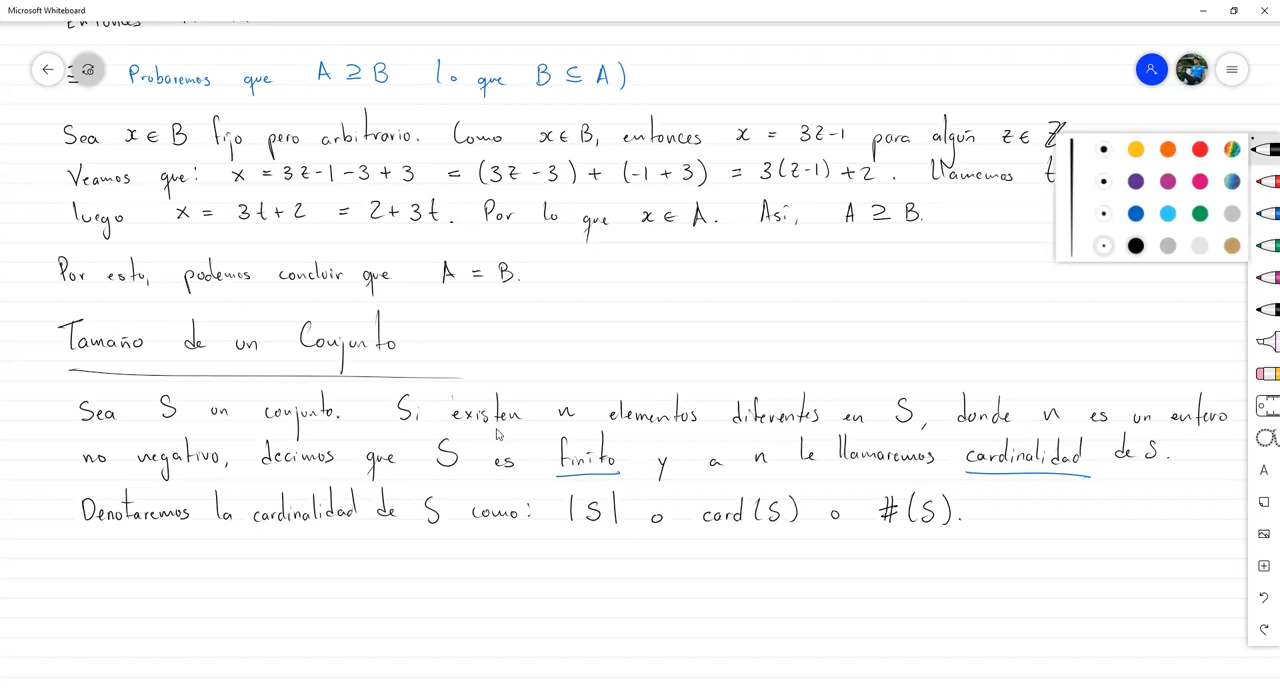 Microsoft Whiteboard
Entonces
Probaremos que A ⊇ B (lo que B ⊆ A)
Sea x ∈ B fijo pero arbitrario. Como x ∈ B, entonces x = 3z-1 para algún z ∈ Z
Veamos que: x = 3z-1-3+3 = (3z-3)+(-1+3) = 3(z-1)+2. Llamemos t
luego x = 3t+2 = 2+3t. Por lo que x ∈ A. Así, A ⊇ B.
Por esto, podemos concluir que A = B.
Tamaño de un Conjunto
Sea S un conjunto. Si existen n elementos diferentes en S, donde n es un entero
no negativo, decimos que S es finito y a n le llamaremos cardinalidad de S.
Denotaremos la cardinalidad de S como: |S| o card(S) o #(S).